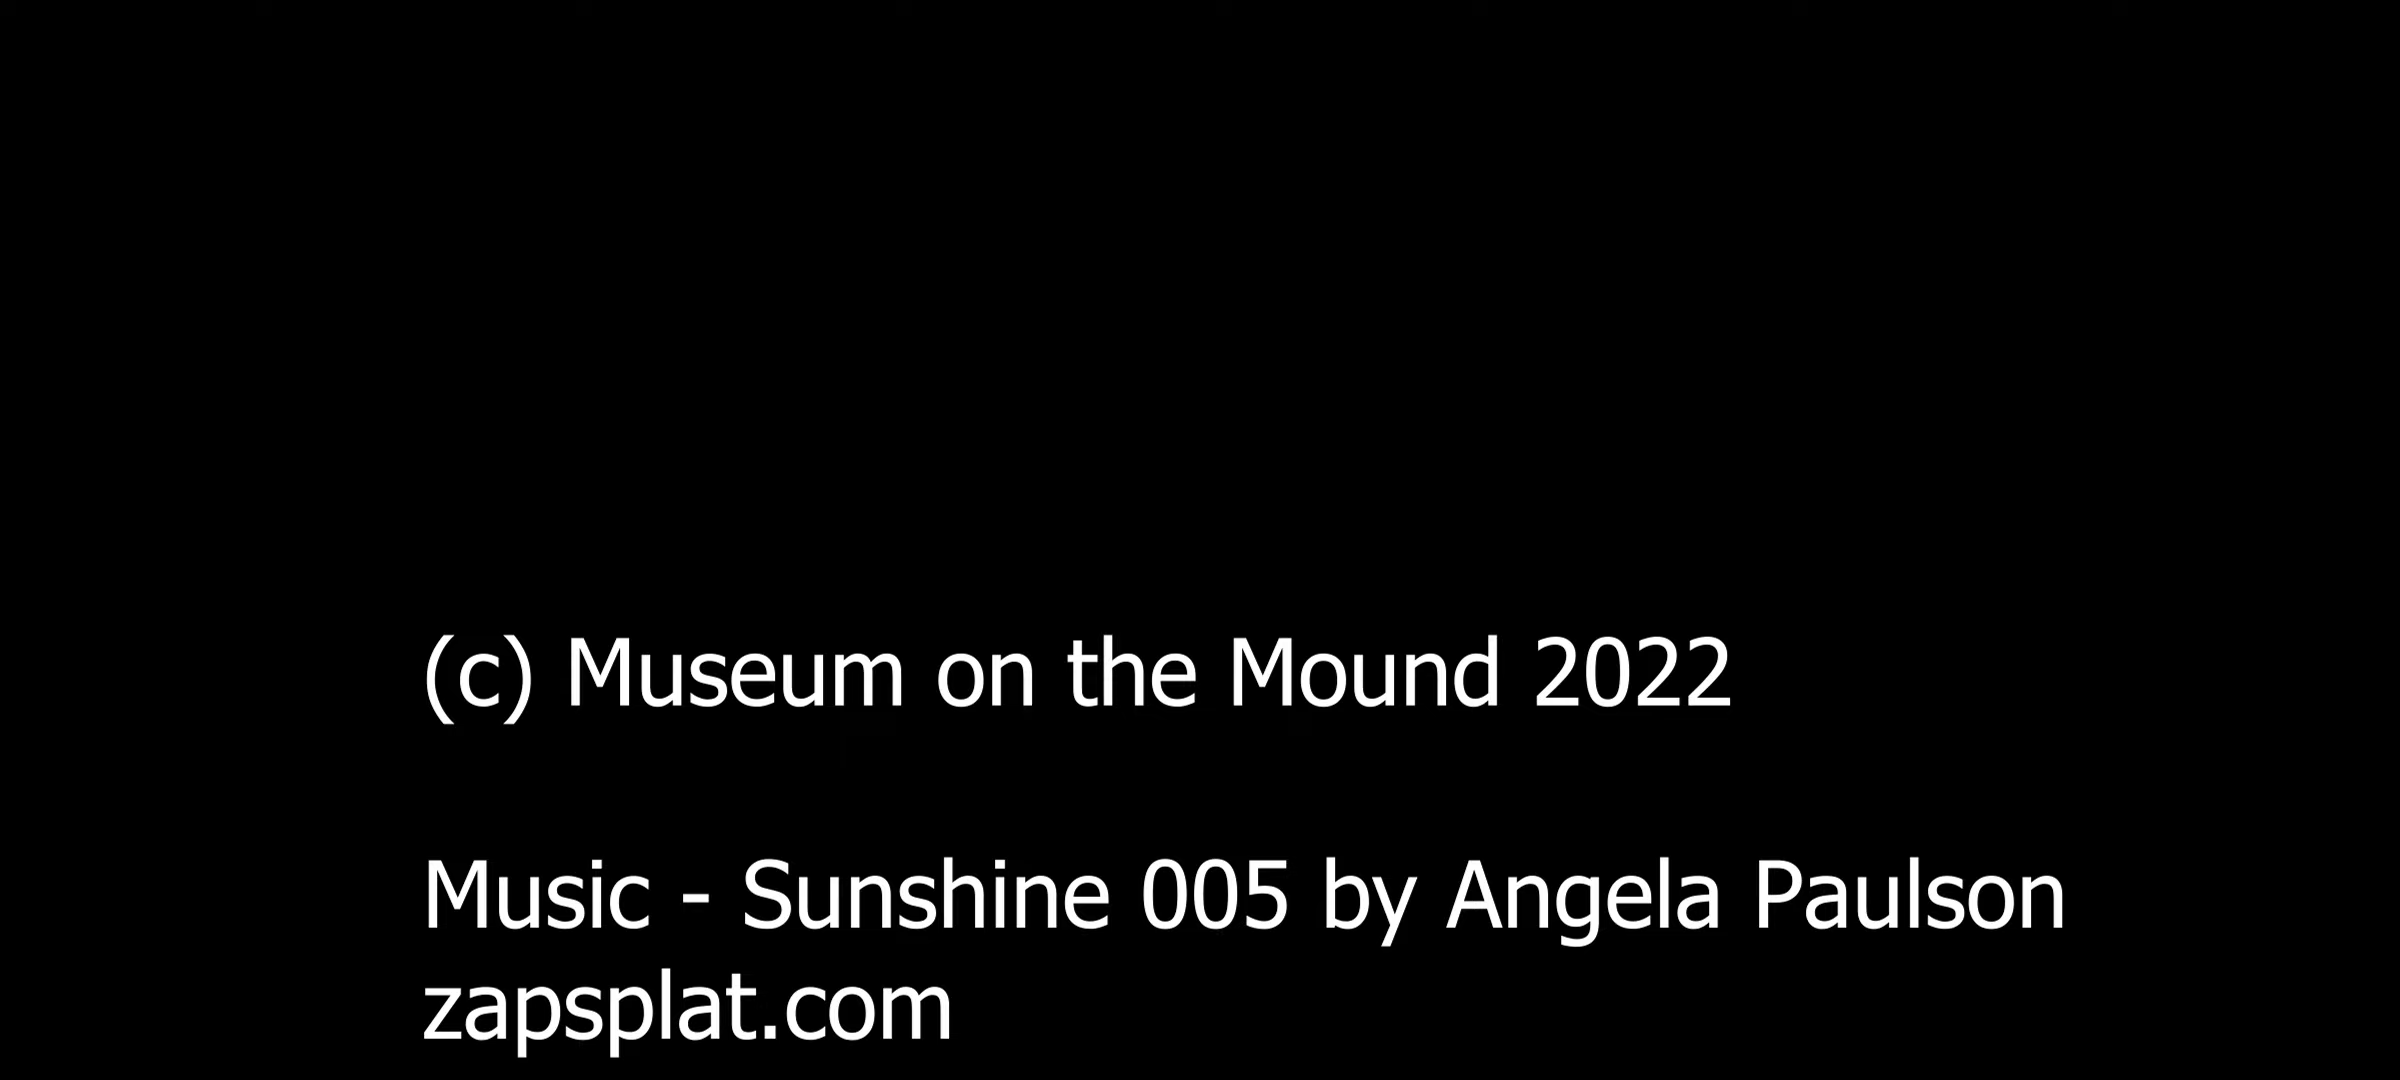 (c) Museum on the Mound 2022
Music - Sunshine 005 by Angela Paulson
zapsplat.com